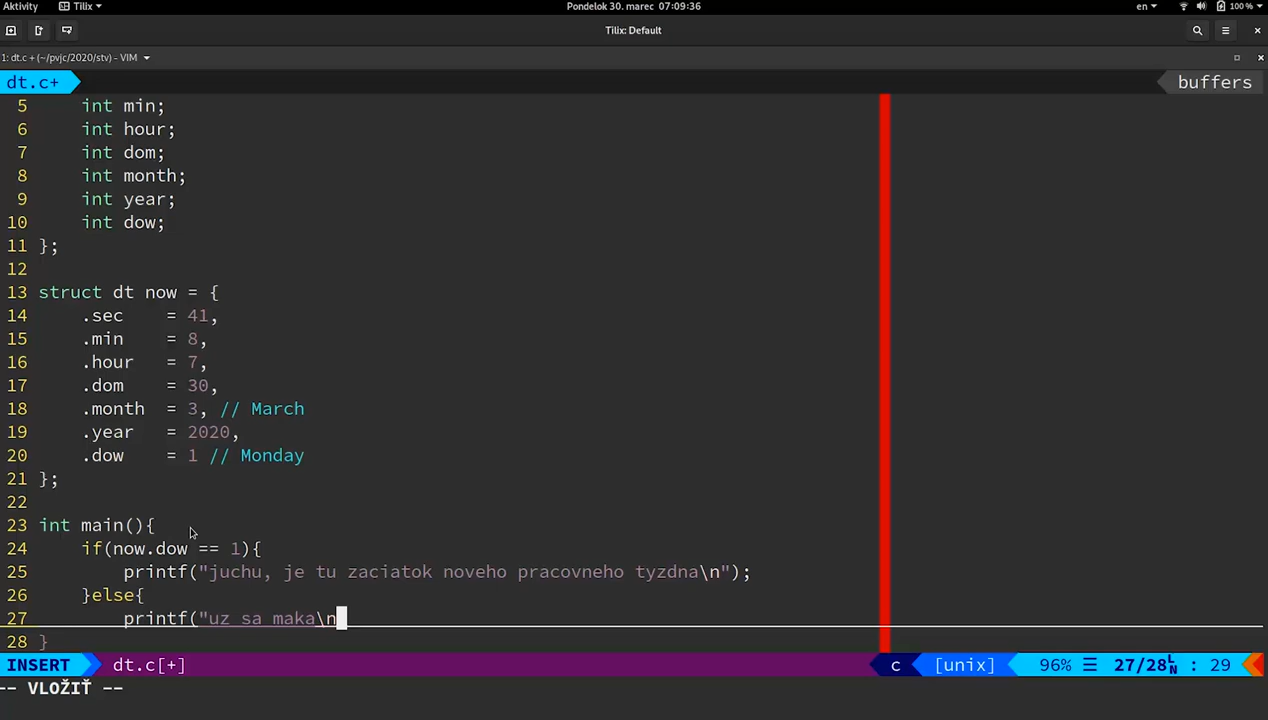 Aktivity Tilix Pondelok 30. marec 07:09:36 en 100 %
Tilix: Default
1: dt.c + (~/pvjc/2020/stv) - VIM
dt.c+ buffers
5 int min;
6 int hour;
7 int dom;
8 int month;
9 int year;
10 int dow;
11 };
12
13 struct dt now = {
14 .sec = 41,
15 .min = 8,
16 .hour = 7,
17 .dom = 30,
18 .month = 3, // March
19 .year = 2020,
20 .dow = 1 // Monday
21 };
22
23 int main(){
24 if(now.dow == 1){
25 printf("juchu, je tu zaciatok noveho pracovneho tyzdna\n");
26 }else{
27 printf("uz sa maka\n
28 }
INSERT dt.c[+] c [unix] 96% ☰ 27/28 LN : 29
-- VLOŽIŤ --